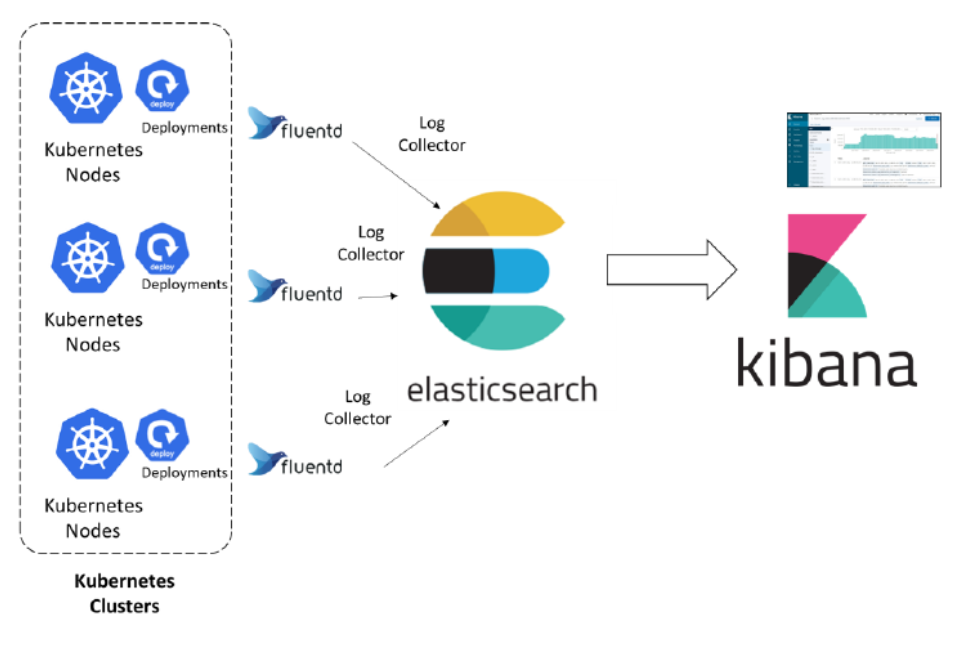 deploy
Deployments
Kubernetes
Nodes
fluentd
Log
Collector
deploy
Deployments
Kubernetes
Nodes
fluentd
Log
Collector
deploy
Deployments
Kubernetes
Nodes
fluentd
Log
Collector
elasticsearch
kibana
Kubernetes
Clusters